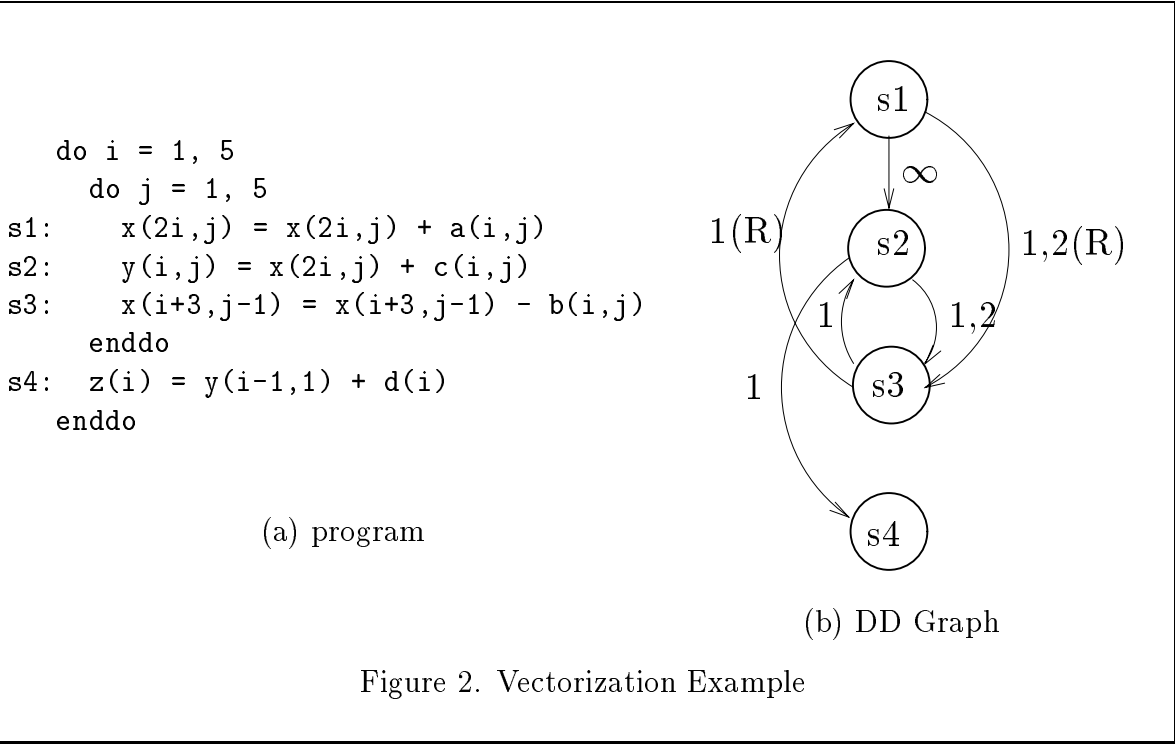 do i = 1, 5
do j = 1, 5
s1: x(2i,j) = x(2i,j) + a(i,j)
s2: y(i,j) = x(2i,j) + c(i,j)
s3: x(i+3,j-1) = x(i+3,j-1) - b(i,j)
enddo
s4: z(i) = y(i-1,1) + d(i)
enddo
(a) program
s1
∞
1(R)
s2
1,2(R)
1
1,2
s3
1
s4
(b) DD Graph
Figure 2. Vectorization Example